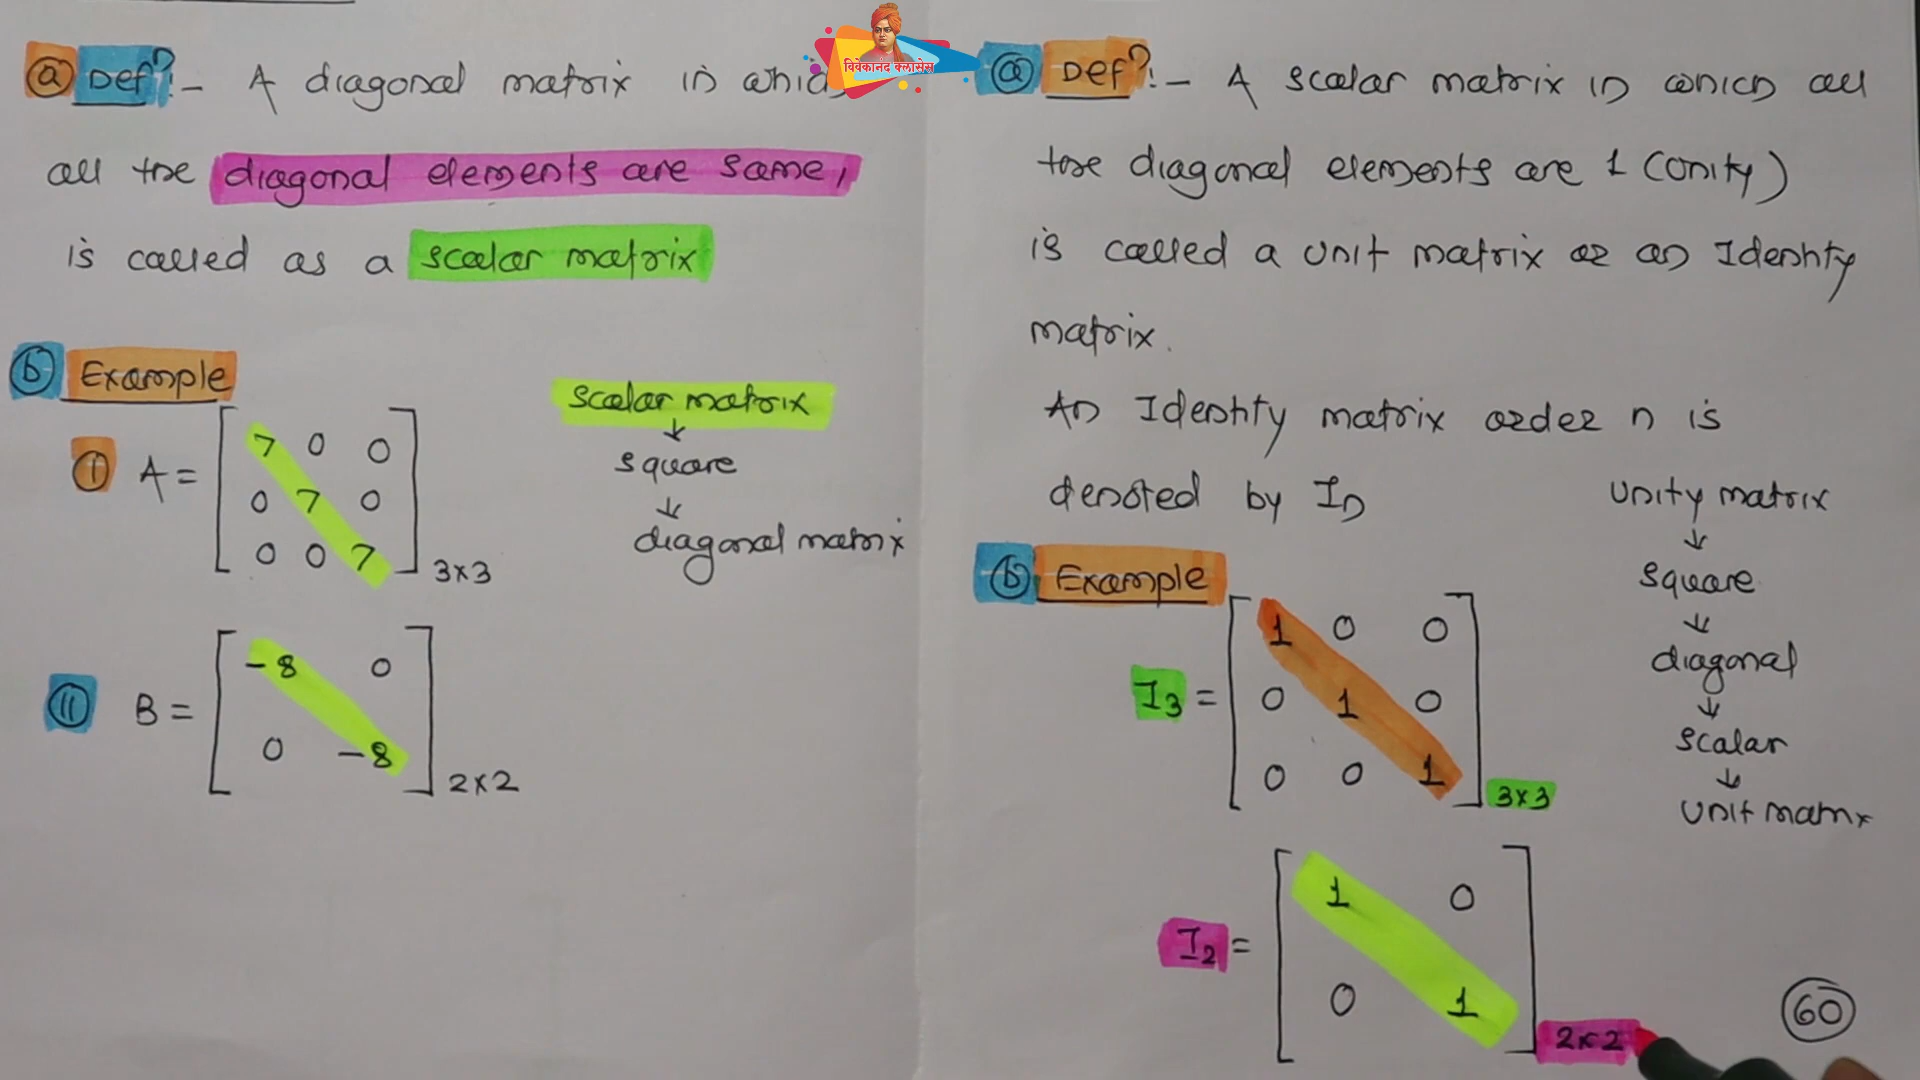 विवेकानंद क्लासेस
a Defn:- A diagonal matrix in which
all the diagonal elements are same,
is called as a scalar matrix
b Example
i A = [ 7 0 0
0 7 0
0 0 7 ] 3x3
scalar matrix
↓
square
↓
diagonal matrix
ii B = [ -8 0
0 -8 ] 2x2
a Defn:- A scalar matrix in which all
the diagonal elements are 1 (unity)
is called a unit matrix or an Identity
matrix.
An Identity matrix order n is
denoted by In
b Example
I3 = [ 1 0 0
0 1 0
0 0 1 ] 3x3
I2 = [ 1 0
0 1 ] 2x2
Unity matrix
↓
square
↓
diagonal
↓
scalar
↓
Unit matrix
60